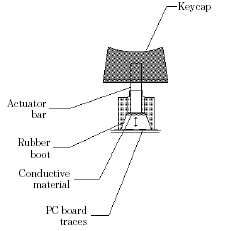 Keycap
Actuator
bar
Rubber
boot
Conductive
material
PC board
traces